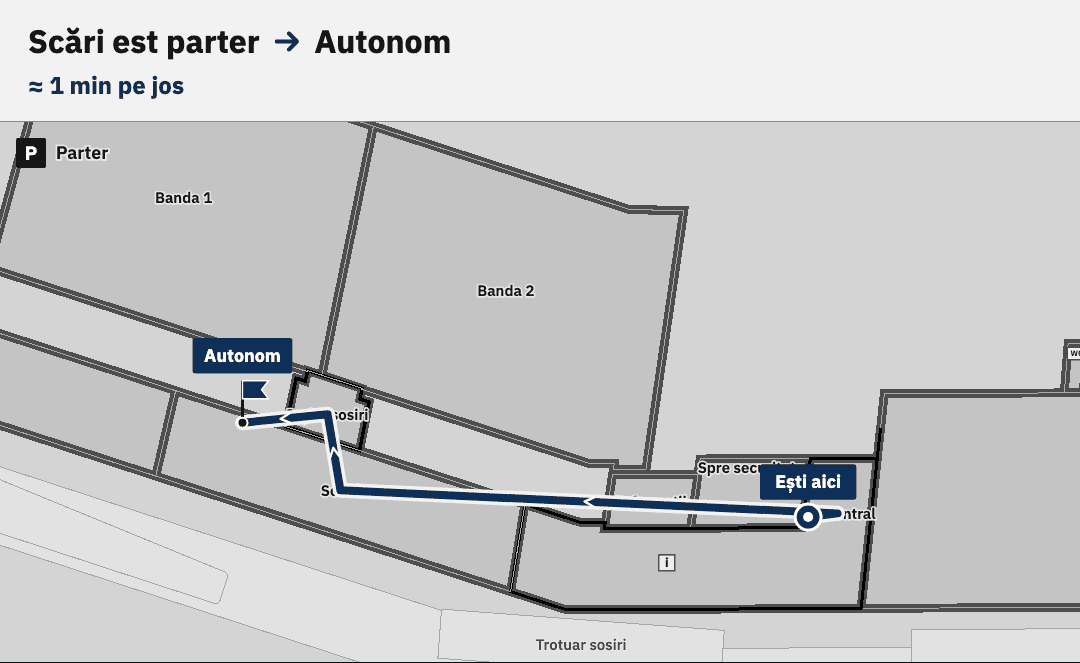 Scări est parter → Autonom
≈ 1 min pe jos
P Parter
Banda 1
Banda 2
Autonom
sosiri
Spre
Ești aici
i
Trotuar sosiri